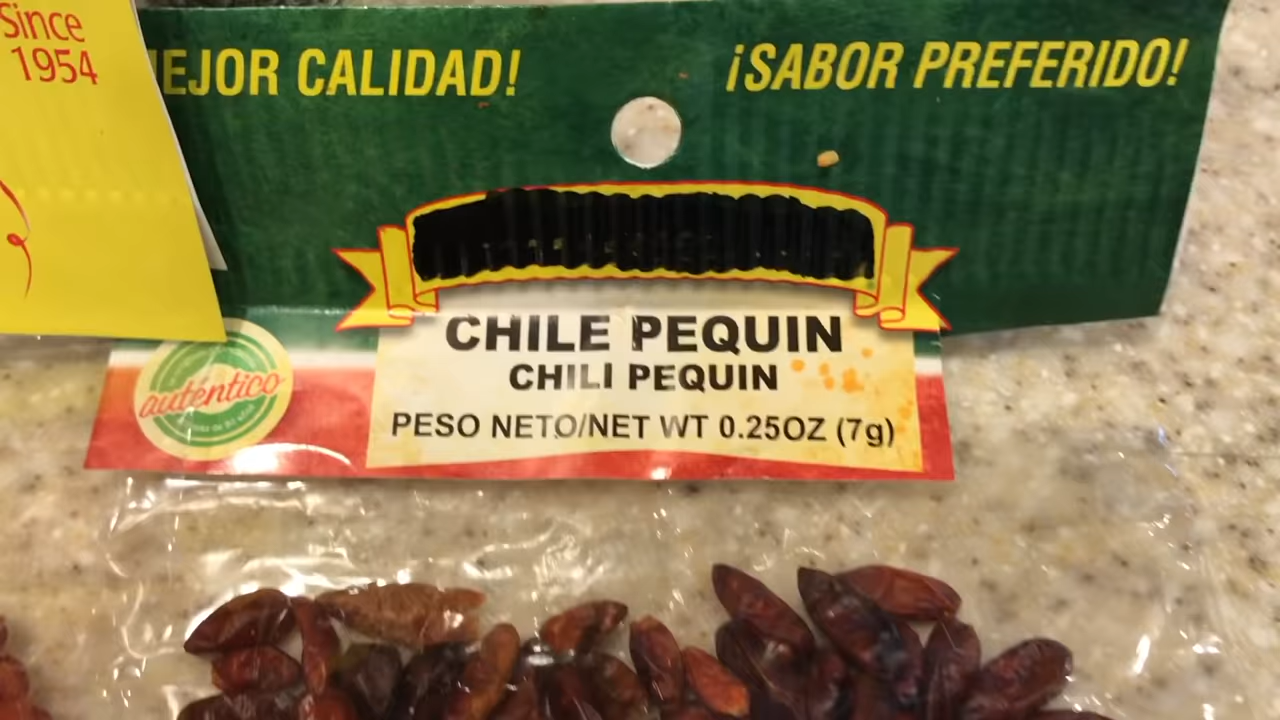 Since
1954
EJOR CALIDAD!
¡SABOR PREFERIDO!
CHILE PEQUIN
CHILI PEQUIN
PESO NETO/NET WT 0.25OZ (7g)
auténtico